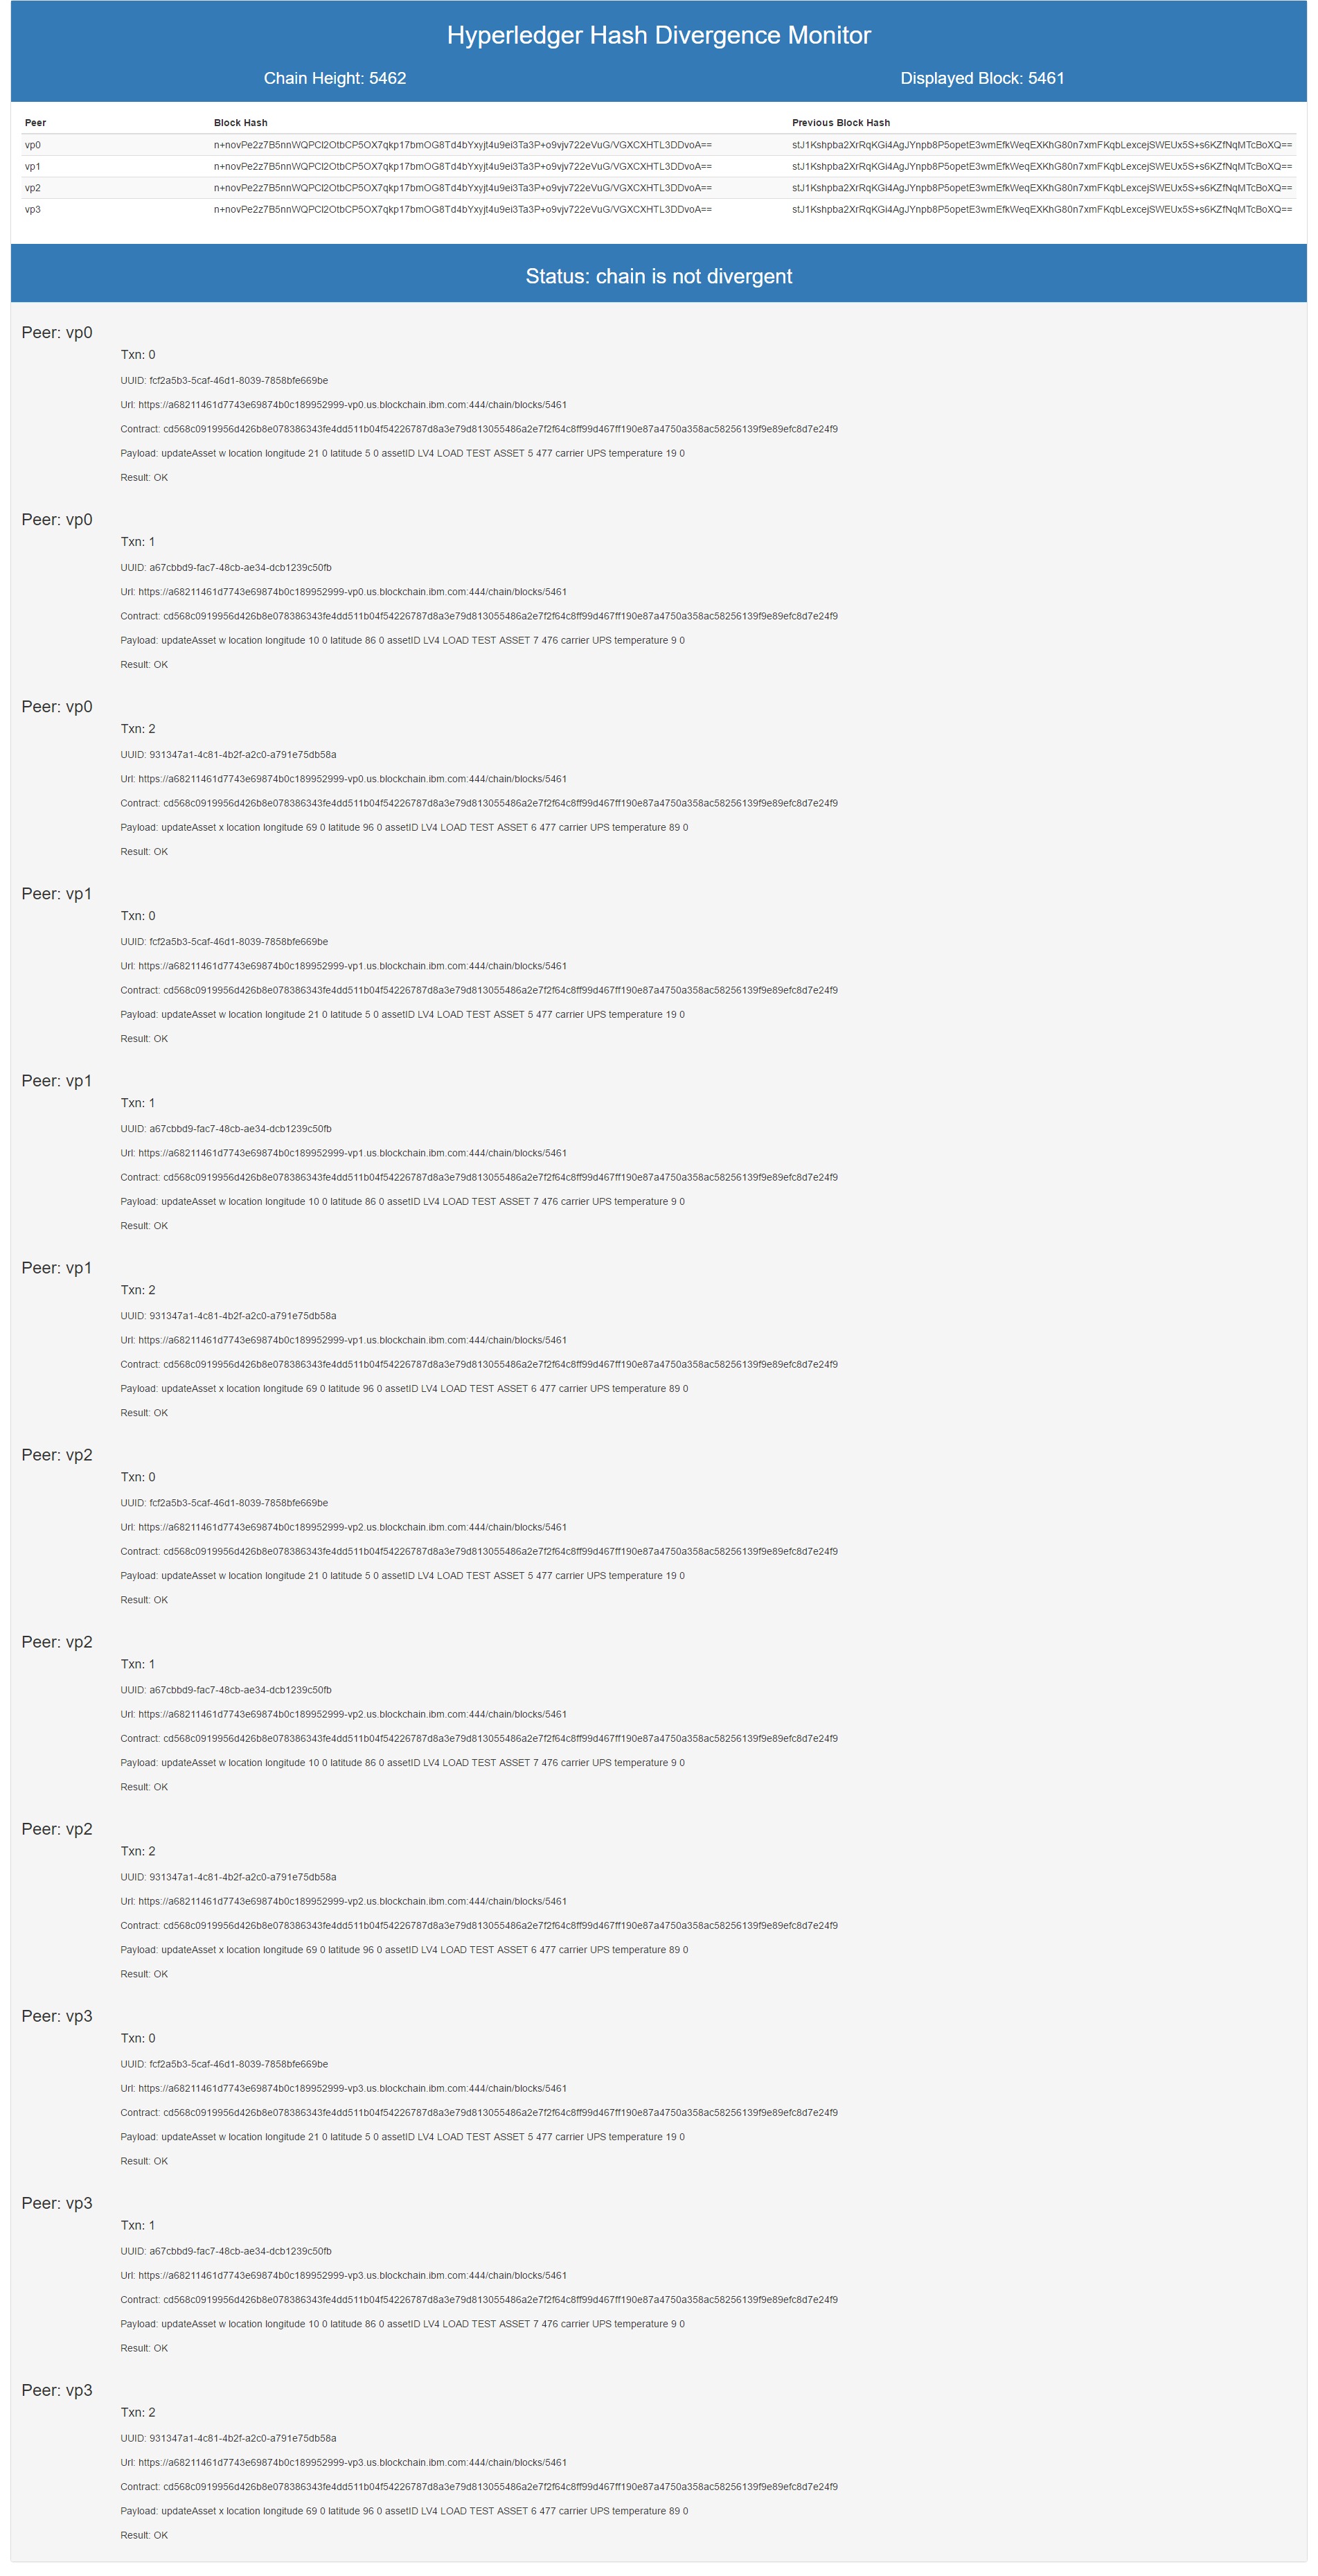 Hyperledger Hash Divergence Monitor
Chain Height: 5462 Displayed Block: 5461
Peer Block Hash Previous Block Hash
vp0 n+novPe2z7B5nnWQPCl2OtbCP5OX7qkp17bmOG8Td4bYxyjt4u9ei3Ta3P+o9vjv722eVuG/VGXCXHTL3DDvoA== stJ1Kshpba2XrRqKGi4AgJYnpb8P5opetE3wmEfkWeqEXKhG80n7xmFKqbLexcejSWEUx5S+s6KZfNqMTcBoXQ==
vp1 n+novPe2z7B5nnWQPCl2OtbCP5OX7qkp17bmOG8Td4bYxyjt4u9ei3Ta3P+o9vjv722eVuG/VGXCXHTL3DDvoA== stJ1Kshpba2XrRqKGi4AgJYnpb8P5opetE3wmEfkWeqEXKhG80n7xmFKqbLexcejSWEUx5S+s6KZfNqMTcBoXQ==
vp2 n+novPe2z7B5nnWQPCl2OtbCP5OX7qkp17bmOG8Td4bYxyjt4u9ei3Ta3P+o9vjv722eVuG/VGXCXHTL3DDvoA== stJ1Kshpba2XrRqKGi4AgJYnpb8P5opetE3wmEfkWeqEXKhG80n7xmFKqbLexcejSWEUx5S+s6KZfNqMTcBoXQ==
vp3 n+novPe2z7B5nnWQPCl2OtbCP5OX7qkp17bmOG8Td4bYxyjt4u9ei3Ta3P+o9vjv722eVuG/VGXCXHTL3DDvoA== stJ1Kshpba2XrRqKGi4AgJYnpb8P5opetE3wmEfkWeqEXKhG80n7xmFKqbLexcejSWEUx5S+s6KZfNqMTcBoXQ==
Status: chain is not divergent
Peer: vp0
Txn: 0
UUID: fcf2a5b3-5caf-46d1-8039-7858bfe669be
Url: https://a68211461d7743e69874b0c189952999-vp0.us.blockchain.ibm.com:444/chain/blocks/5461
Contract: cd568c0919956d426b8e078386343fe4dd511b04f54226787d8a3e79d813055486a2e7f2f64c8ff99d467ff190e87a4750a358ac58256139f9e89efc8d7e24f9
Payload: updateAsset w location longitude 21 0 latitude 5 0 assetID LV4 LOAD TEST ASSET 5 477 carrier UPS temperature 19 0
Result: OK
Peer: vp0
Txn: 1
UUID: a67cbbd9-fac7-48cb-ae34-dcb1239c50fb
Url: https://a68211461d7743e69874b0c189952999-vp0.us.blockchain.ibm.com:444/chain/blocks/5461
Contract: cd568c0919956d426b8e078386343fe4dd511b04f54226787d8a3e79d813055486a2e7f2f64c8ff99d467ff190e87a4750a358ac58256139f9e89efc8d7e24f9
Payload: updateAsset w location longitude 10 0 latitude 86 0 assetID LV4 LOAD TEST ASSET 7 476 carrier UPS temperature 9 0
Result: OK
Peer: vp0
Txn: 2
UUID: 931347a1-4c81-4b2f-a2c0-a791e75db58a
Url: https://a68211461d7743e69874b0c189952999-vp0.us.blockchain.ibm.com:444/chain/blocks/5461
Contract: cd568c0919956d426b8e078386343fe4dd511b04f54226787d8a3e79d813055486a2e7f2f64c8ff99d467ff190e87a4750a358ac58256139f9e89efc8d7e24f9
Payload: updateAsset x location longitude 69 0 latitude 96 0 assetID LV4 LOAD TEST ASSET 6 477 carrier UPS temperature 89 0
Result: OK
Peer: vp1
Txn: 0
UUID: fcf2a5b3-5caf-46d1-8039-7858bfe669be
Url: https://a68211461d7743e69874b0c189952999-vp1.us.blockchain.ibm.com:444/chain/blocks/5461
Contract: cd568c0919956d426b8e078386343fe4dd511b04f54226787d8a3e79d813055486a2e7f2f64c8ff99d467ff190e87a4750a358ac58256139f9e89efc8d7e24f9
Payload: updateAsset w location longitude 21 0 latitude 5 0 assetID LV4 LOAD TEST ASSET 5 477 carrier UPS temperature 19 0
Result: OK
Peer: vp1
Txn: 1
UUID: a67cbbd9-fac7-48cb-ae34-dcb1239c50fb
Url: https://a68211461d7743e69874b0c189952999-vp1.us.blockchain.ibm.com:444/chain/blocks/5461
Contract: cd568c0919956d426b8e078386343fe4dd511b04f54226787d8a3e79d813055486a2e7f2f64c8ff99d467ff190e87a4750a358ac58256139f9e89efc8d7e24f9
Payload: updateAsset w location longitude 10 0 latitude 86 0 assetID LV4 LOAD TEST ASSET 7 476 carrier UPS temperature 9 0
Result: OK
Peer: vp1
Txn: 2
UUID: 931347a1-4c81-4b2f-a2c0-a791e75db58a
Url: https://a68211461d7743e69874b0c189952999-vp1.us.blockchain.ibm.com:444/chain/blocks/5461
Contract: cd568c0919956d426b8e078386343fe4dd511b04f54226787d8a3e79d813055486a2e7f2f64c8ff99d467ff190e87a4750a358ac58256139f9e89efc8d7e24f9
Payload: updateAsset x location longitude 69 0 latitude 96 0 assetID LV4 LOAD TEST ASSET 6 477 carrier UPS temperature 89 0
Result: OK
Peer: vp2
Txn: 0
UUID: fcf2a5b3-5caf-46d1-8039-7858bfe669be
Url: https://a68211461d7743e69874b0c189952999-vp2.us.blockchain.ibm.com:444/chain/blocks/5461
Contract: cd568c0919956d426b8e078386343fe4dd511b04f54226787d8a3e79d813055486a2e7f2f64c8ff99d467ff190e87a4750a358ac58256139f9e89efc8d7e24f9
Payload: updateAsset w location longitude 21 0 latitude 5 0 assetID LV4 LOAD TEST ASSET 5 477 carrier UPS temperature 19 0
Result: OK
Peer: vp2
Txn: 1
UUID: a67cbbd9-fac7-48cb-ae34-dcb1239c50fb
Url: https://a68211461d7743e69874b0c189952999-vp2.us.blockchain.ibm.com:444/chain/blocks/5461
Contract: cd568c0919956d426b8e078386343fe4dd511b04f54226787d8a3e79d813055486a2e7f2f64c8ff99d467ff190e87a4750a358ac58256139f9e89efc8d7e24f9
Payload: updateAsset w location longitude 10 0 latitude 86 0 assetID LV4 LOAD TEST ASSET 7 476 carrier UPS temperature 9 0
Result: OK
Peer: vp2
Txn: 2
UUID: 931347a1-4c81-4b2f-a2c0-a791e75db58a
Url: https://a68211461d7743e69874b0c189952999-vp2.us.blockchain.ibm.com:444/chain/blocks/5461
Contract: cd568c0919956d426b8e078386343fe4dd511b04f54226787d8a3e79d813055486a2e7f2f64c8ff99d467ff190e87a4750a358ac58256139f9e89efc8d7e24f9
Payload: updateAsset x location longitude 69 0 latitude 96 0 assetID LV4 LOAD TEST ASSET 6 477 carrier UPS temperature 89 0
Result: OK
Peer: vp3
Txn: 0
UUID: fcf2a5b3-5caf-46d1-8039-7858bfe669be
Url: https://a68211461d7743e69874b0c189952999-vp3.us.blockchain.ibm.com:444/chain/blocks/5461
Contract: cd568c0919956d426b8e078386343fe4dd511b04f54226787d8a3e79d813055486a2e7f2f64c8ff99d467ff190e87a4750a358ac58256139f9e89efc8d7e24f9
Payload: updateAsset w location longitude 21 0 latitude 5 0 assetID LV4 LOAD TEST ASSET 5 477 carrier UPS temperature 19 0
Result: OK
Peer: vp3
Txn: 1
UUID: a67cbbd9-fac7-48cb-ae34-dcb1239c50fb
Url: https://a68211461d7743e69874b0c189952999-vp3.us.blockchain.ibm.com:444/chain/blocks/5461
Contract: cd568c0919956d426b8e078386343fe4dd511b04f54226787d8a3e79d813055486a2e7f2f64c8ff99d467ff190e87a4750a358ac58256139f9e89efc8d7e24f9
Payload: updateAsset w location longitude 10 0 latitude 86 0 assetID LV4 LOAD TEST ASSET 7 476 carrier UPS temperature 9 0
Result: OK
Peer: vp3
Txn: 2
UUID: 931347a1-4c81-4b2f-a2c0-a791e75db58a
Url: https://a68211461d7743e69874b0c189952999-vp3.us.blockchain.ibm.com:444/chain/blocks/5461
Contract: cd568c0919956d426b8e078386343fe4dd511b04f54226787d8a3e79d813055486a2e7f2f64c8ff99d467ff190e87a4750a358ac58256139f9e89efc8d7e24f9
Payload: updateAsset x location longitude 69 0 latitude 96 0 assetID LV4 LOAD TEST ASSET 6 477 carrier UPS temperature 89 0
Result: OK